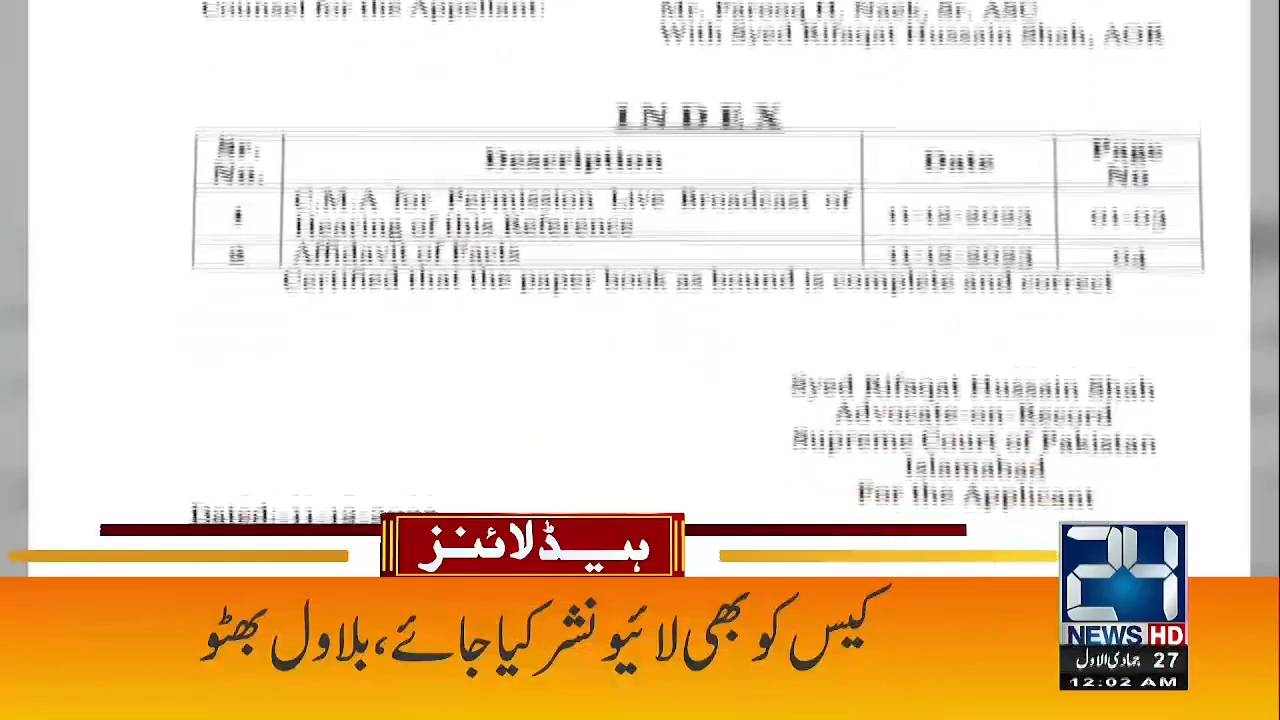 Counsel for the Appellant:
Mr. Farooq H. Naek, Sr. ASC
With Syed Rifaqat Hussain Shah, AOR
INDEX
Sr. No. Description Date Page No
C.M.A for Permission Live Broadcast of
Hearing of this Reference
Affidavit of Facts
Certified that the paper book as bound is complete and correct
Syed Rifaqat Hussain Shah
Advocate-on-Record
Supreme Court of Pakistan
Islamabad
For the Applicant
Dated:
ہیڈلائنز
کیس کو بھی لائیو نشر کیا جائے، بلاول بھٹو
24
NEWS HD
27 جمادی الاول
12:02 AM